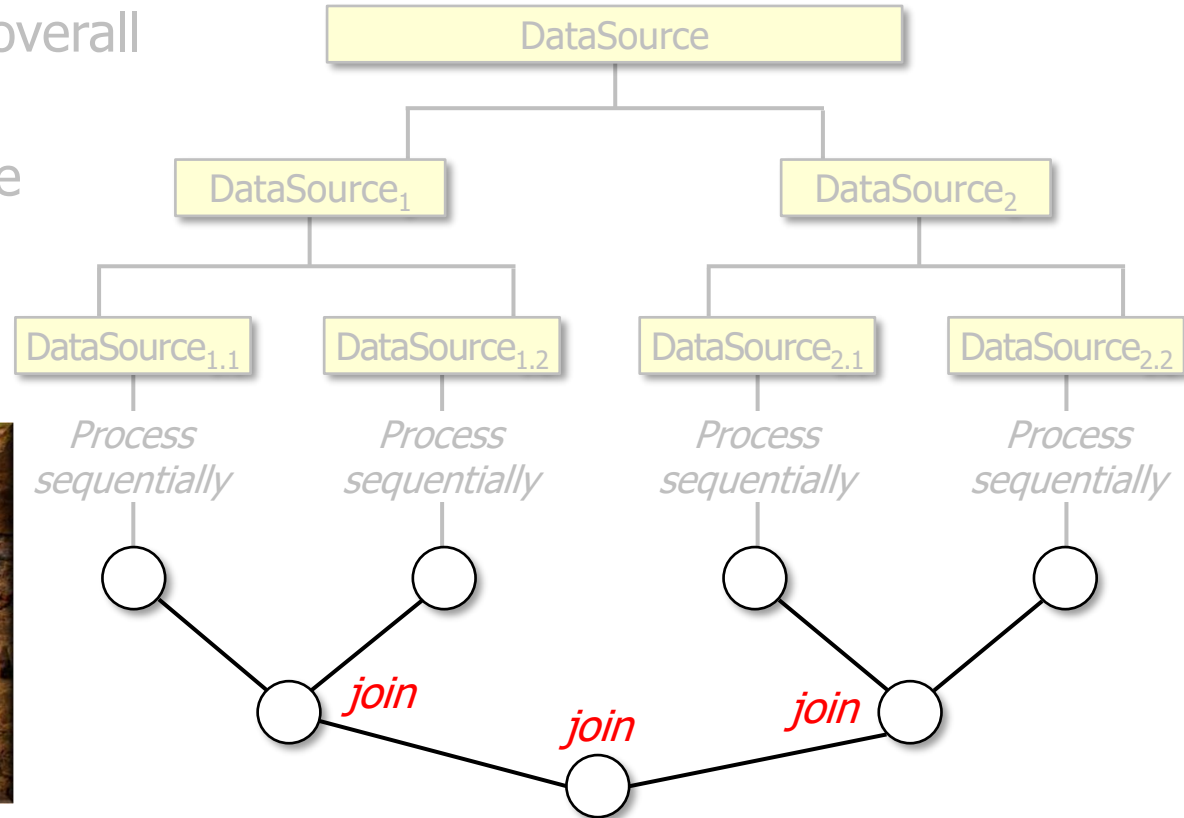 overall
DataSource
e
DataSource1
DataSource2
DataSource1.1
DataSource1.2
DataSource2.1
DataSource2.2
Process
sequentially
Process
sequentially
Process
sequentially
Process
sequentially
join
join
join